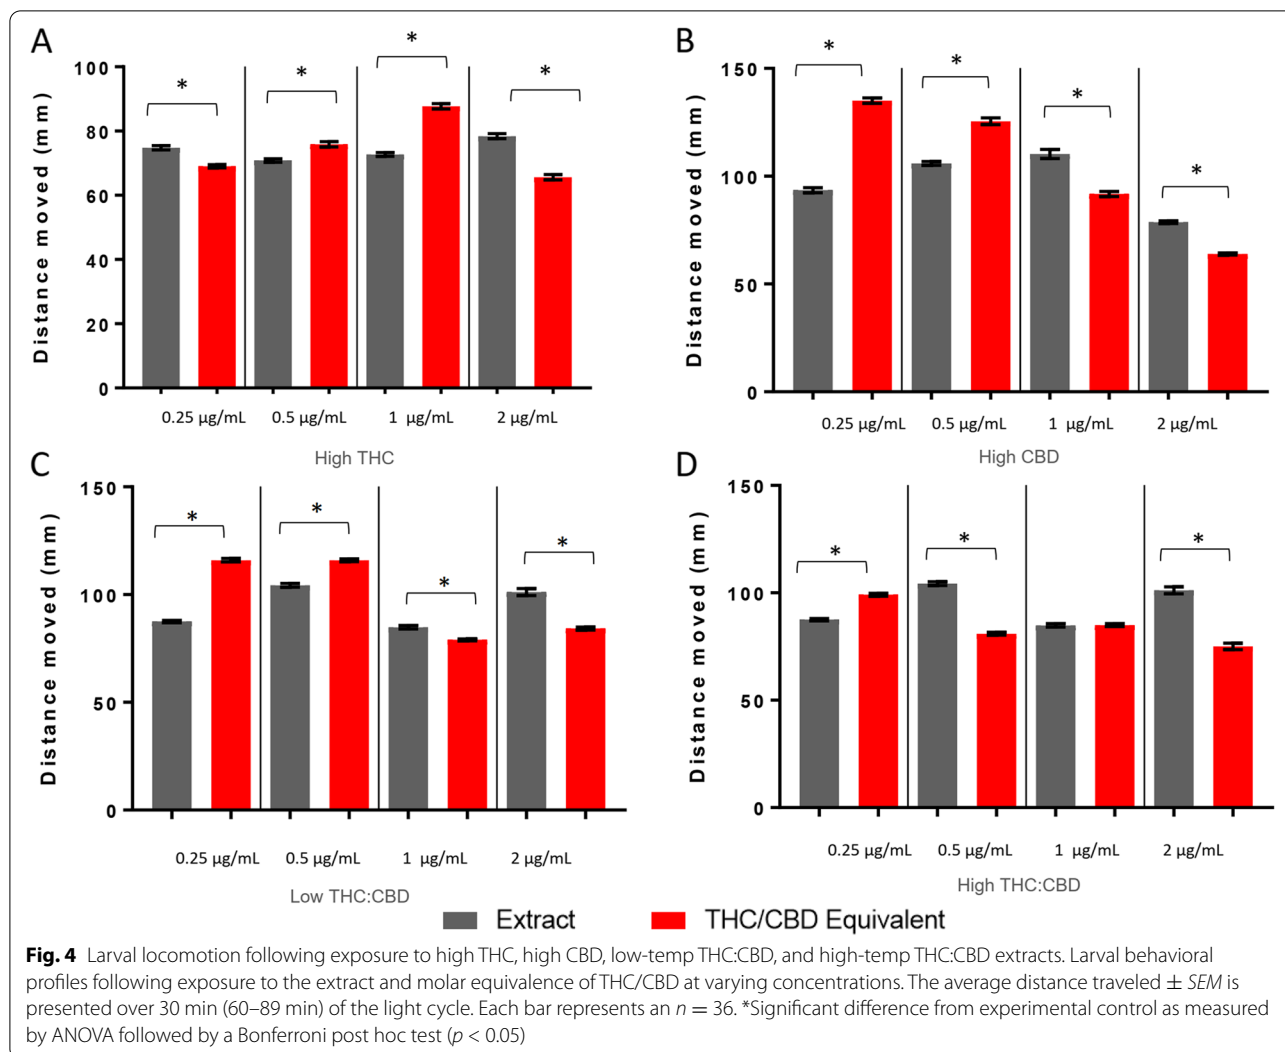 A
Distance moved (mm)
100
80
60
40
20
0
* * * *
0.25 µg/mL 0.5 µg/mL 1 µg/mL 2 µg/mL
High THC
B
Distance moved (mm)
150
100
50
0
* * * *
0.25 µg/mL 0.5 µg/mL 1 µg/mL 2 µg/mL
High CBD
C
Distance moved (mm)
150
100
50
0
* * * *
0.25 µg/mL 0.5 µg/mL 1 µg/mL 2 µg/mL
Low THC:CBD
D
Distance moved (mm)
150
100
50
0
* * *
0.25 µg/mL 0.5 µg/mL 1 µg/mL 2 µg/mL
High THC:CBD
Extract THC/CBD Equivalent
Fig. 4 Larval locomotion following exposure to high THC, high CBD, low-temp THC:CBD, and high-temp THC:CBD extracts. Larval behavioral
profiles following exposure to the extract and molar equivalence of THC/CBD at varying concentrations. The average distance traveled ± SEM is
presented over 30 min (60–89 min) of the light cycle. Each bar represents an n = 36. *Significant difference from experimental control as measured
by ANOVA followed by a Bonferroni post hoc test (p < 0.05)